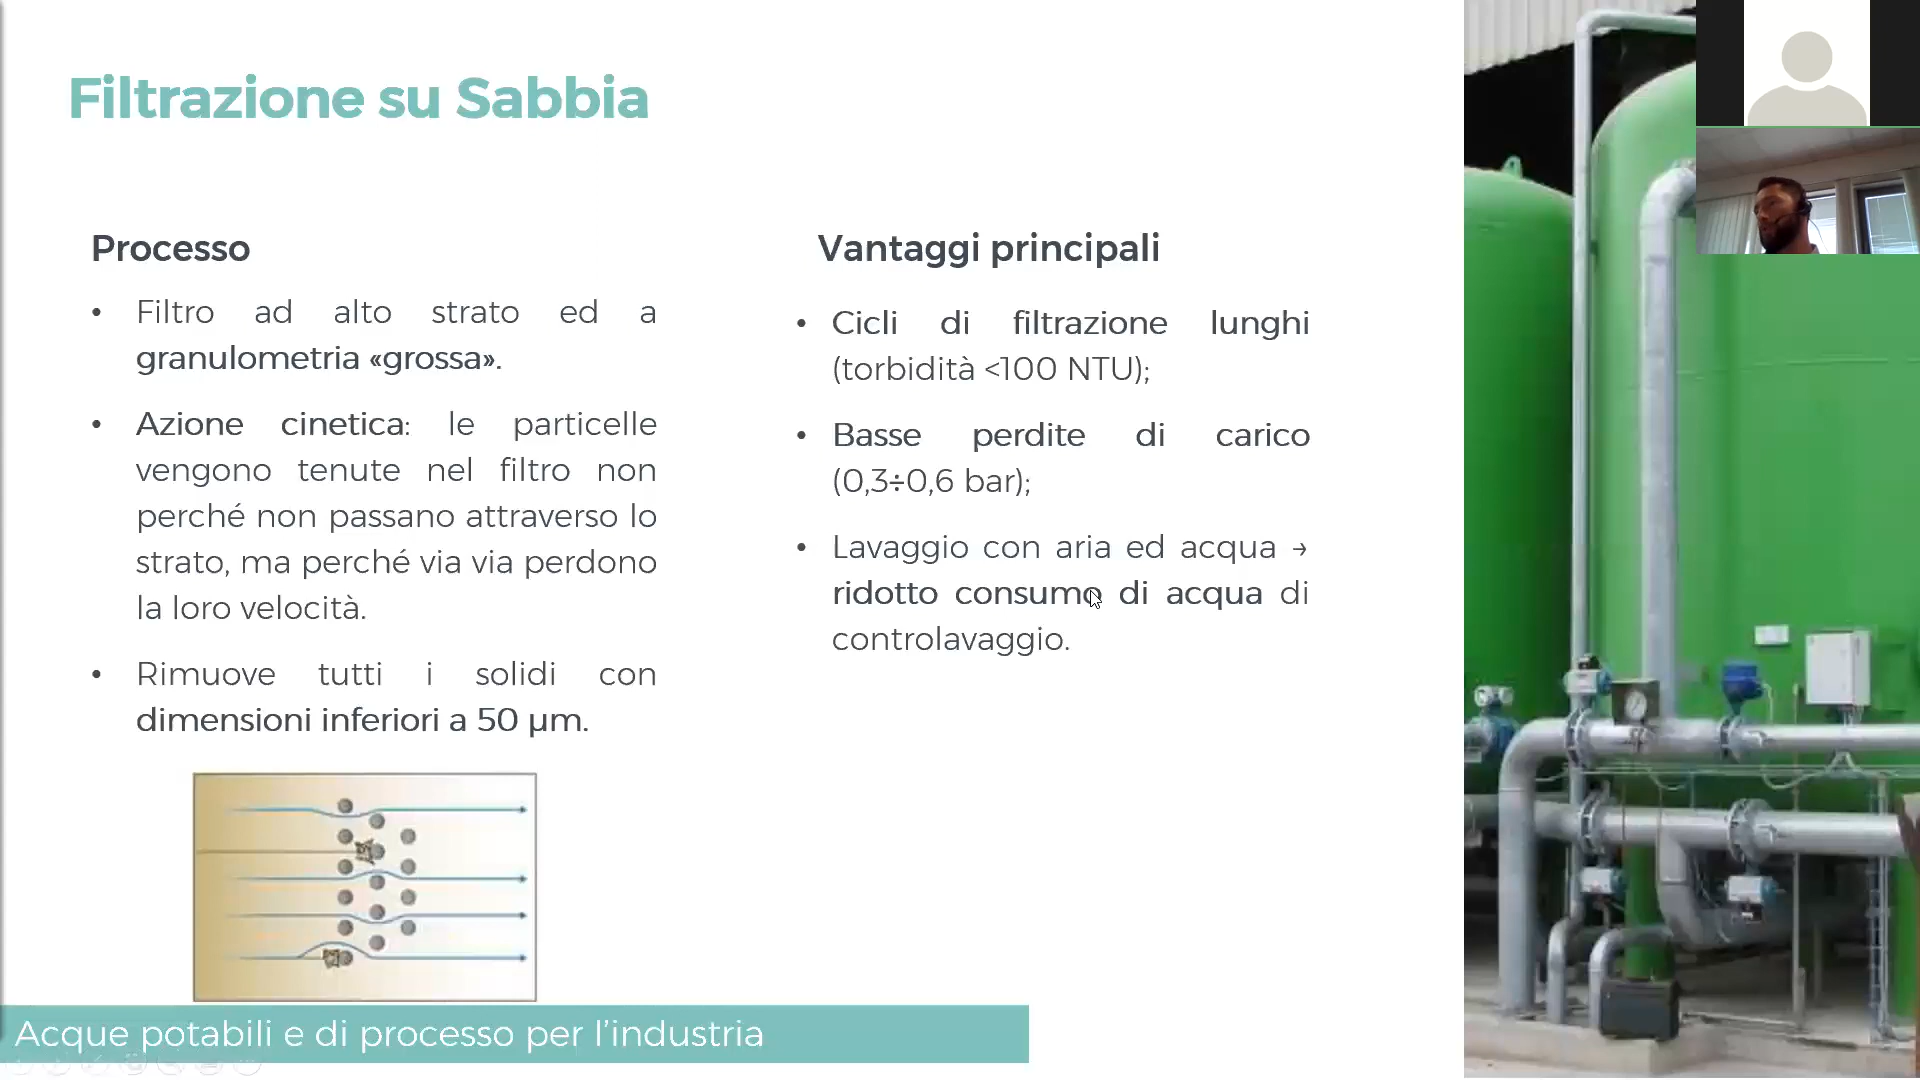 Filtrazione su Sabbia
Processo
• Filtro ad alto strato ed a
granulometria «grossa».
• Azione cinetica: le particelle
vengono tenute nel filtro non
perché non passano attraverso lo
strato, ma perché via via perdono
la loro velocità.
• Rimuove tutti i solidi con
dimensioni inferiori a 50 µm.
Vantaggi principali
• Cicli di filtrazione lunghi
(torbidità <100 NTU);
• Basse perdite di carico
(0,3÷0,6 bar);
• Lavaggio con aria ed acqua →
ridotto consumo di acqua di
controlavaggio.
Acque potabili e di processo per l’industria